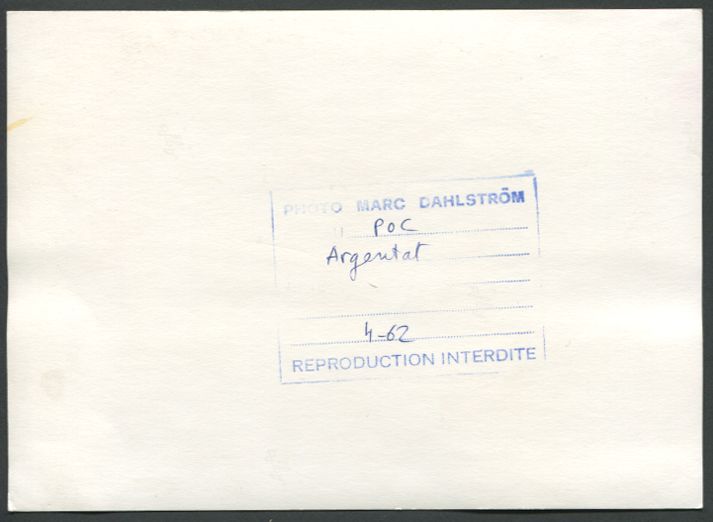 PHOTO MARC DAHLSTRÖM
POC
Argentat
4-62
REPRODUCTION INTERDITE